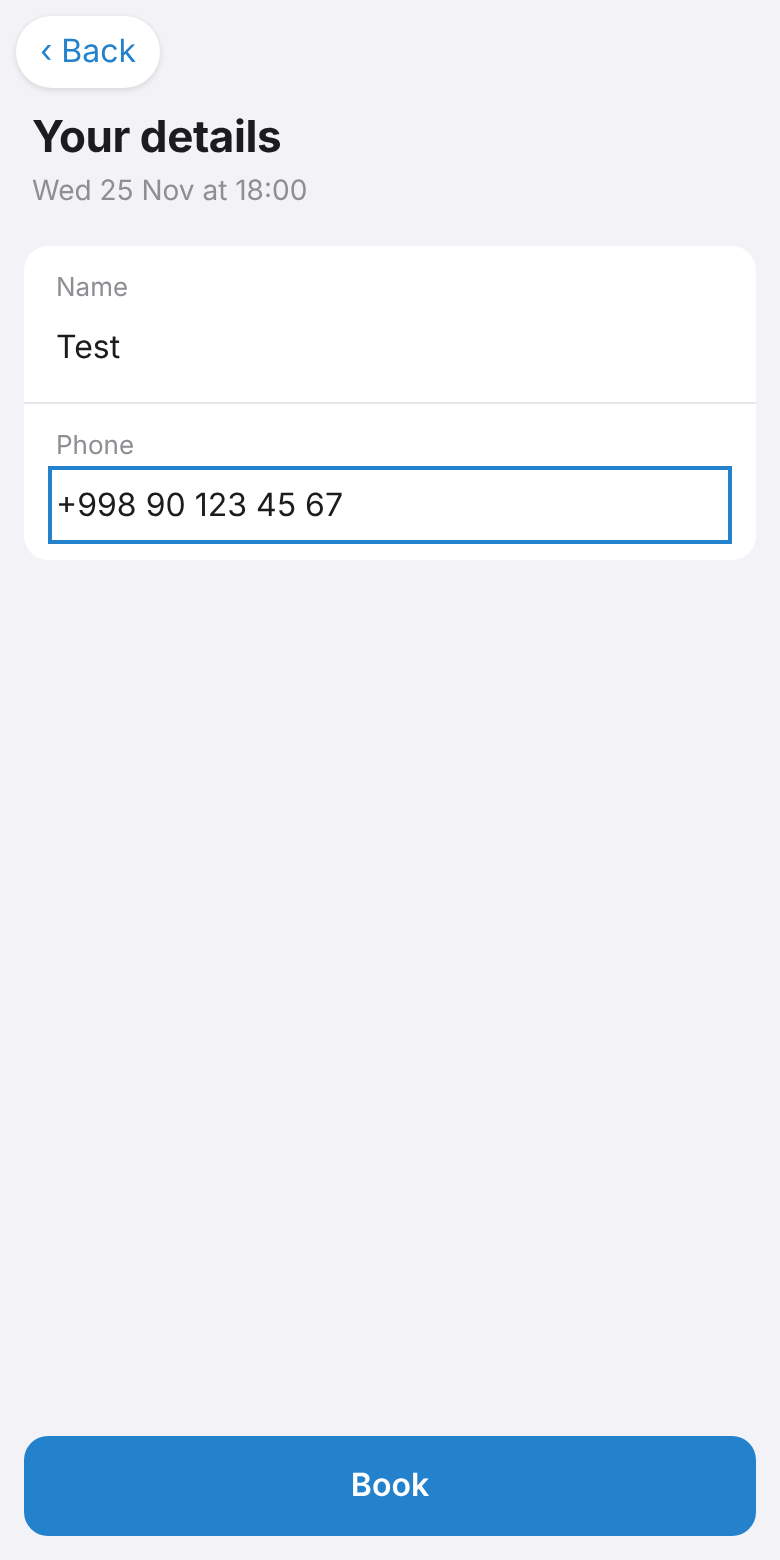 ‹ Back
Your details
Wed 25 Nov at 18:00
Name
Test
Phone
+998 90 123 45 67
Book